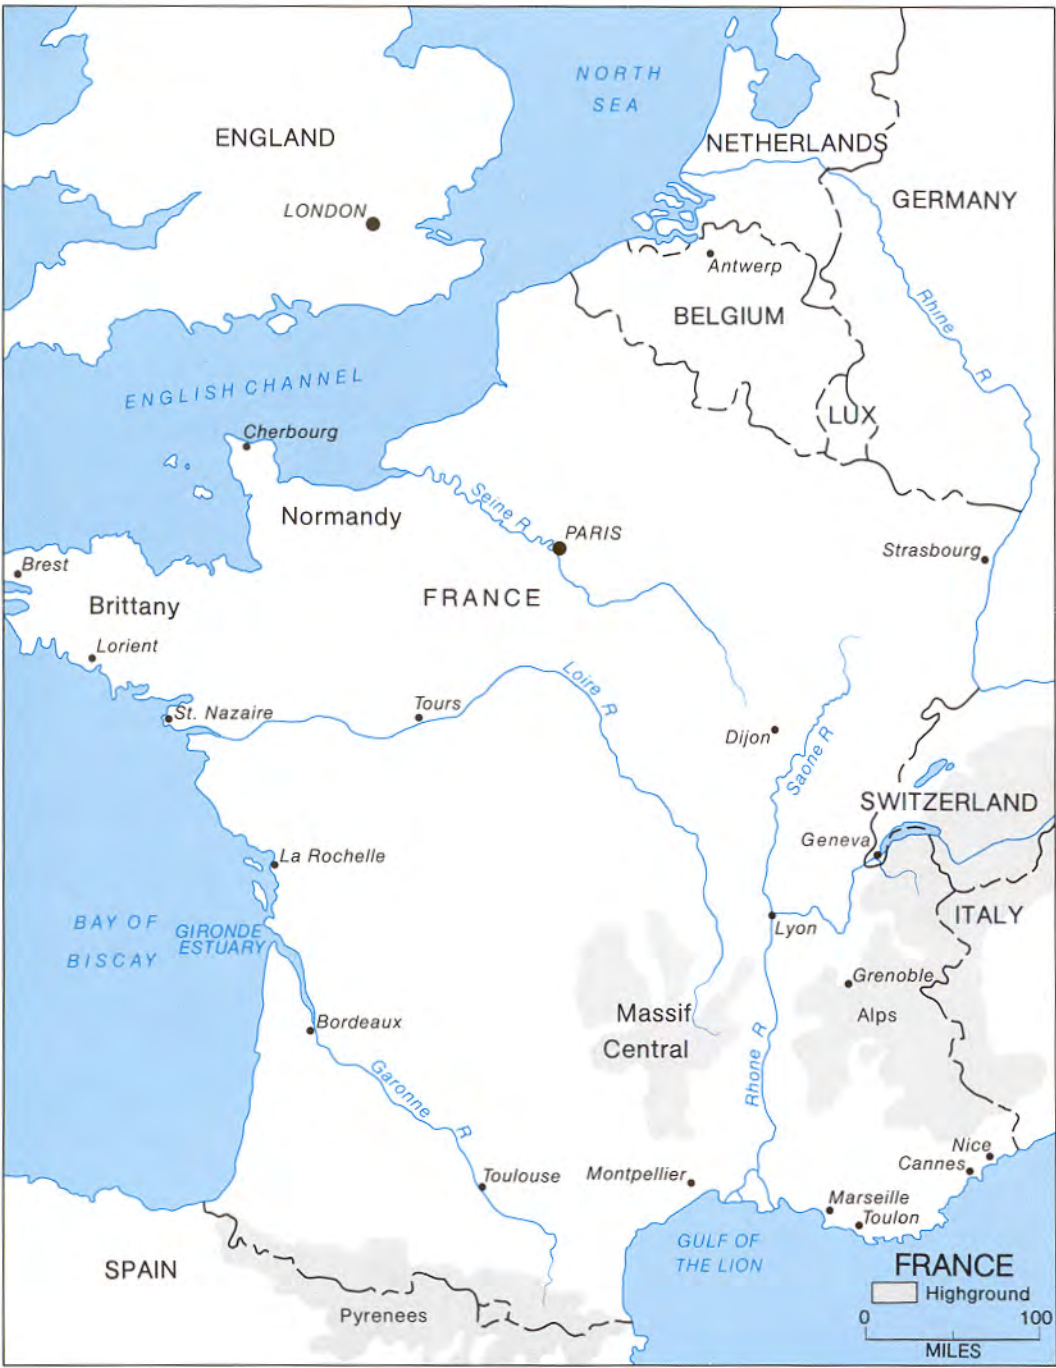 NORTH
SEA
ENGLAND
NETHERLANDS
GERMANY
LONDON
Antwerp
BELGIUM
Rhine R
ENGLISH CHANNEL
LUX
Cherbourg
Normandy
Seine R
PARIS
Strasbourg
Brest
FRANCE
Brittany
Lorient
Loire R
St. Nazaire
Tours
Dijon
Saone R
SWITZERLAND
Geneva
La Rochelle
BAY OF
BISCAY
GIRONDE
ESTUARY
Lyon
ITALY
Grenoble
Massif
Central
Alps
Bordeaux
Rhone R
Garonne R
Nice
Cannes
Toulouse
Montpellier
Marseille
Toulon
GULF OF
THE LION
SPAIN
Pyrenees
FRANCE
Highground
0 100
MILES